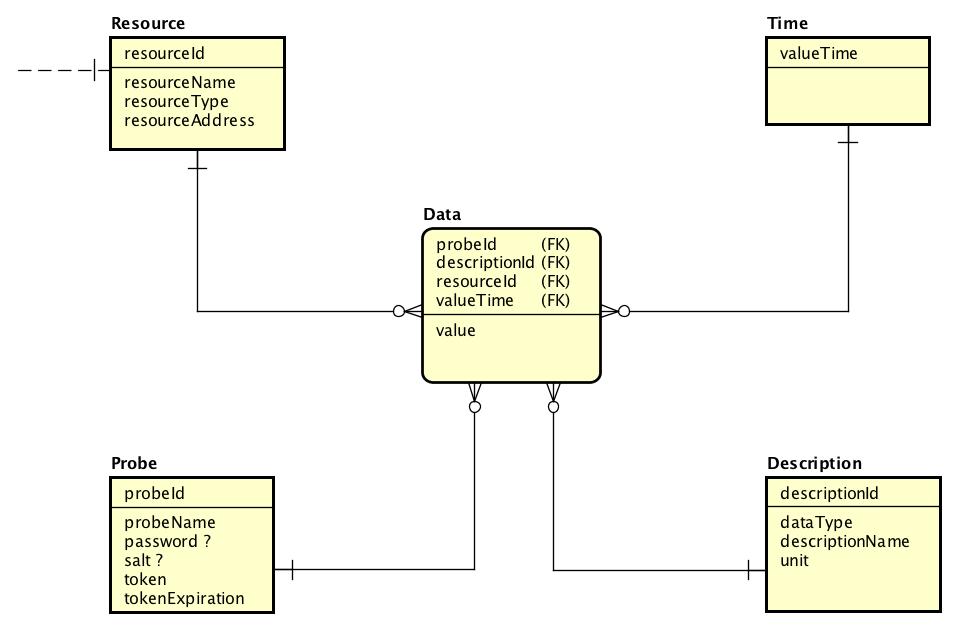 Resource
resourceId
resourceName
resourceType
resourceAddress
Time
valueTime
Data
probeId (FK)
descriptionId (FK)
resourceId (FK)
valueTime (FK)
value
Probe
probeId
probeName
password ?
salt ?
token
tokenExpiration
Description
descriptionId
dataType
descriptionName
unit